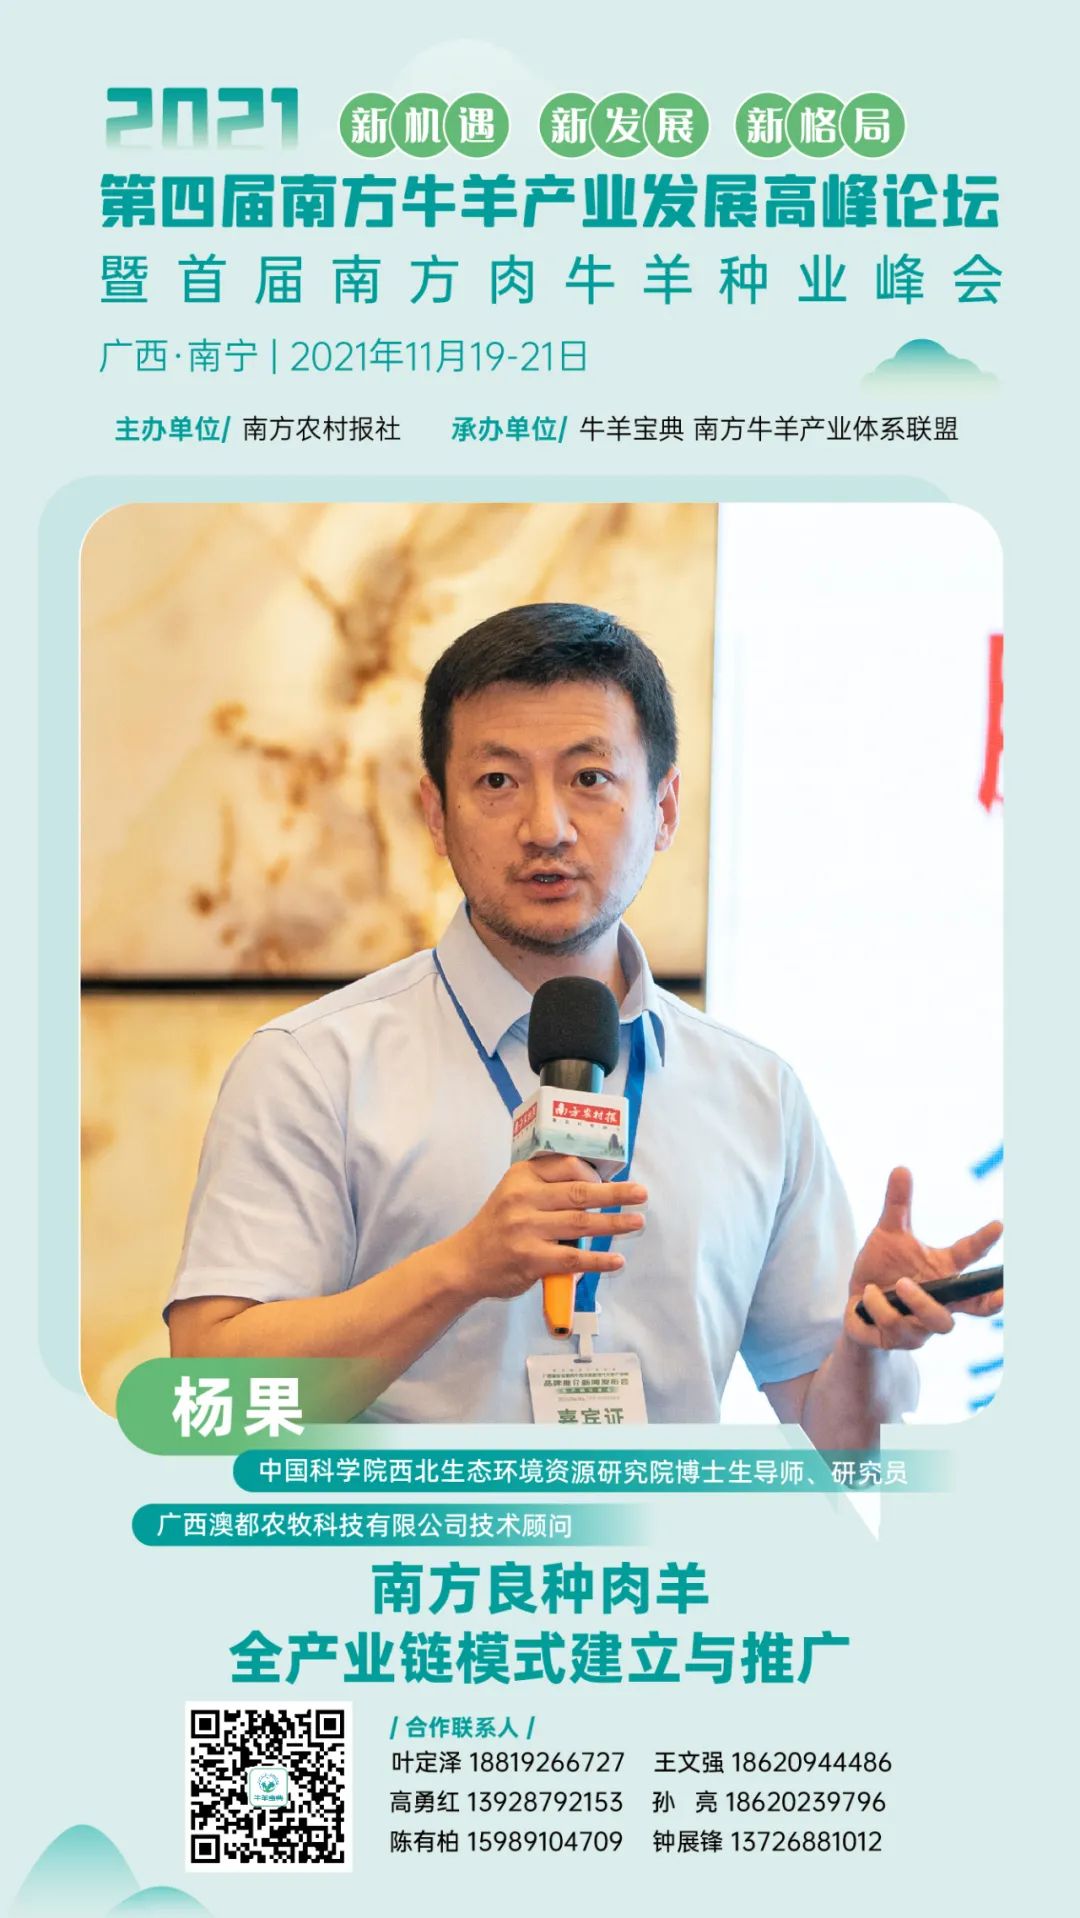 2021 新机遇 新发展 新格局
第四届南方牛羊产业发展高峰论坛
暨首届南方肉牛羊种业峰会
广西·南宁 | 2021年11月19-21日
主办单位/ 南方农村报社 承办单位/ 牛羊宝典 南方牛羊产业体系联盟
南方农村报
品牌推介新闻发布会
嘉宾证
杨果
中国科学院西北生态环境资源研究院博士生导师、研究员
广西澳都农牧科技有限公司技术顾问
南方良种肉羊
全产业链模式建立与推广
/ 合作联系人 /
叶定泽 18819266727 王文强 18620944486
高勇红 13928792153 孙 亮 18620239796
陈有柏 15989104709 钟展锋 13726881012
牛羊宝典